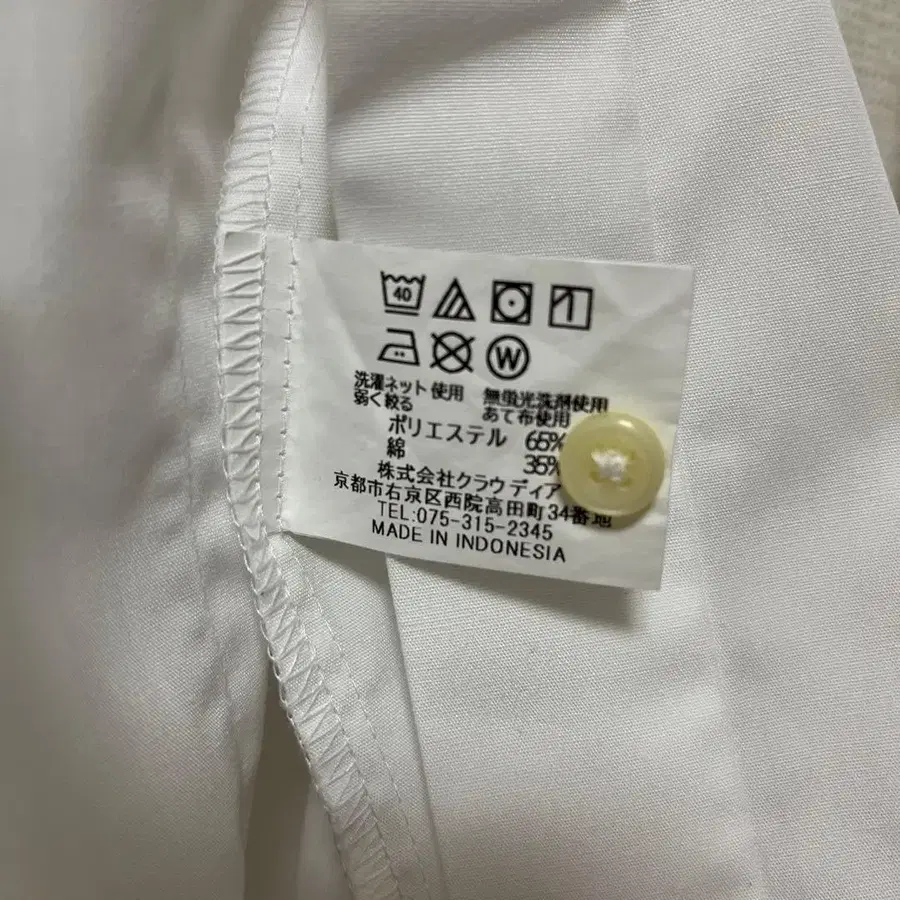 40
W
洗濯ネット使用 無蛍光洗剤使用
弱く絞る あて布使用
ポリエステル 65%
綿 35%
株式会社クラウディア
京都市右京区西院高田町34番地
TEL:075-315-2345
MADE IN INDONESIA